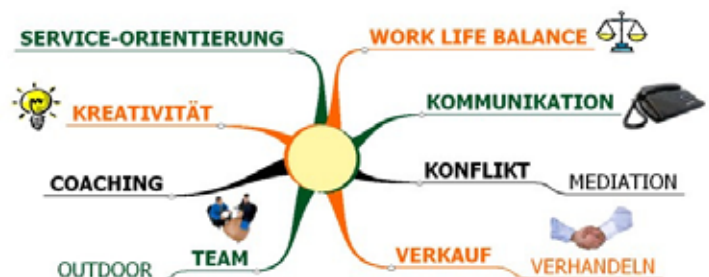 SERVICE-ORIENTIERUNG
WORK LIFE BALANCE
KREATIVITÄT
KOMMUNIKATION
COACHING
KONFLIKT
MEDIATION
OUTDOOR
TEAM
VERKAUF
VERHANDELN